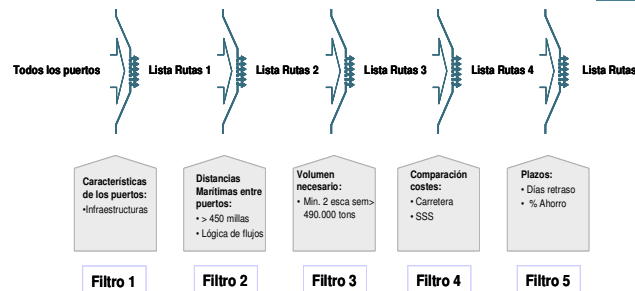 Todos los puertos
Lista Rutas 1
Lista Rutas 2
Lista Rutas 3
Lista Rutas 4
Lista Rutas
Características
de los puertos:
•Infraestructuras
Distancias
Marítimas entre
puertos:
• > 450 millas
• Lógica de flujos
Volumen
necesario:
• Min. 2 esca sem>
490.000 tons
Comparación
costes:
• Carretera
• SSS
Plazos:
• Días retraso
• % Ahorro
Filtro 1
Filtro 2
Filtro 3
Filtro 4
Filtro 5